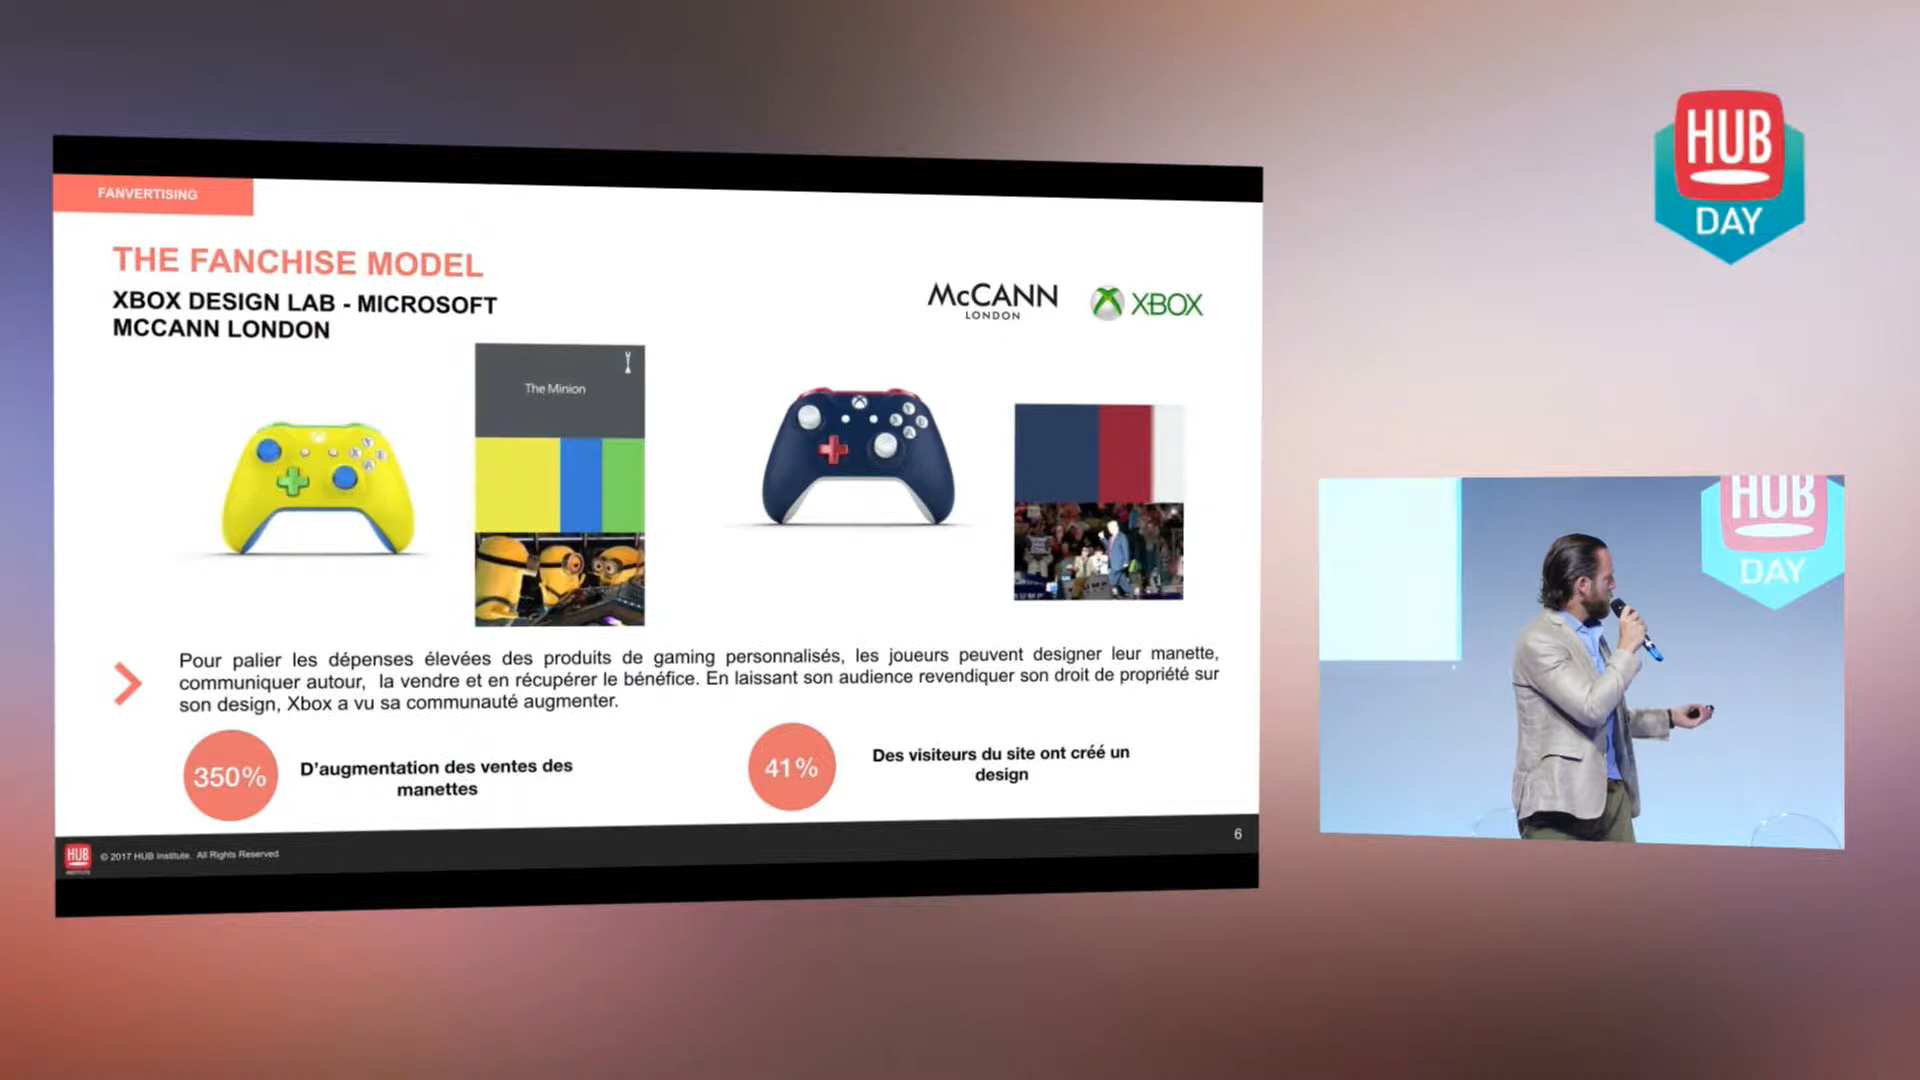 HUB
DAY
FANVERTISING
THE FANCHISE MODEL
XBOX DESIGN LAB - MICROSOFT
MCCANN LONDON
McCANN
LONDON
XBOX
The Minion
Pour palier les dépenses élevées des produits de gaming personnalisés, les joueurs peuvent designer leur manette,
communiquer autour, la vendre et en récupérer le bénéfice. En laissant son audience revendiquer son droit de propriété sur
son design, Xbox a vu sa communauté augmenter.
350%
D'augmentation des ventes des
manettes
41%
Des visiteurs du site ont créé un
design
HUB
© 2017 HUB Institute. All Rights Reserved.
6
HUB
DAY